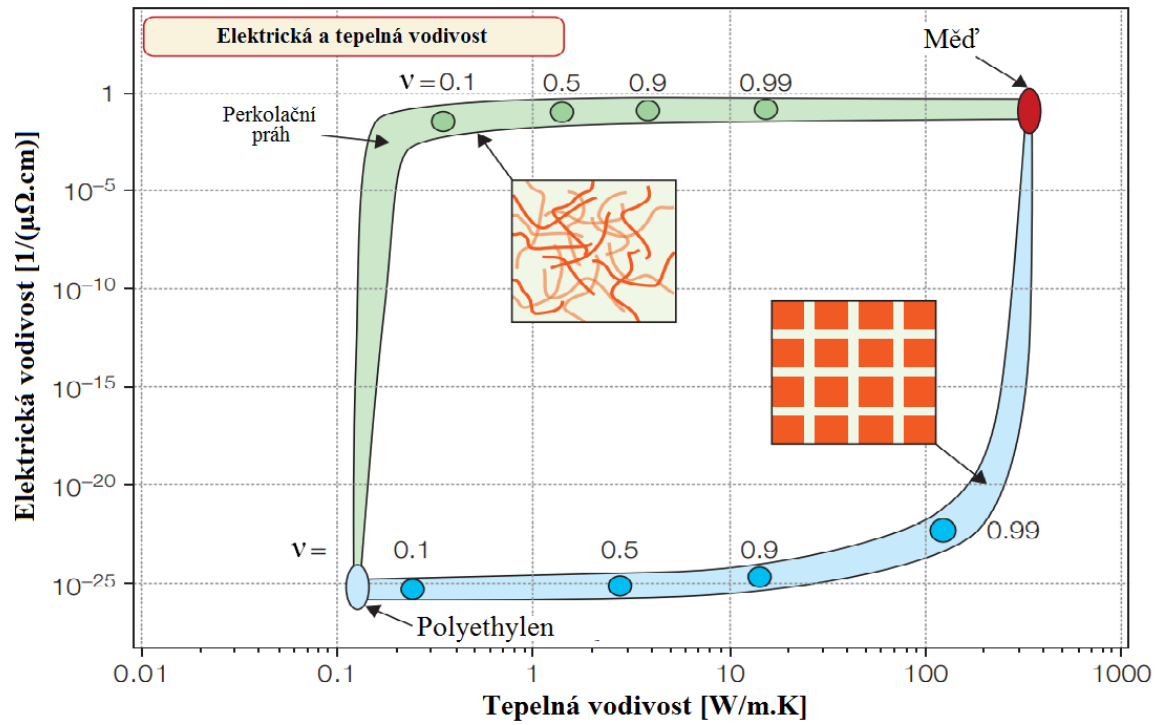 Elektrická a tepelná vodivost
Měď
ν=0.1 0.5 0.9 0.99
Perkolační
práh
Elektrická vodivost [1/(μΩ.cm)]
1
10⁻⁵
10⁻¹⁰
10⁻¹⁵
10⁻²⁰
10⁻²⁵
ν= 0.1 0.5 0.9 0.99
Polyethylen
0.01 0.1 1 10 100 1000
Tepelná vodivost [W/m.K]